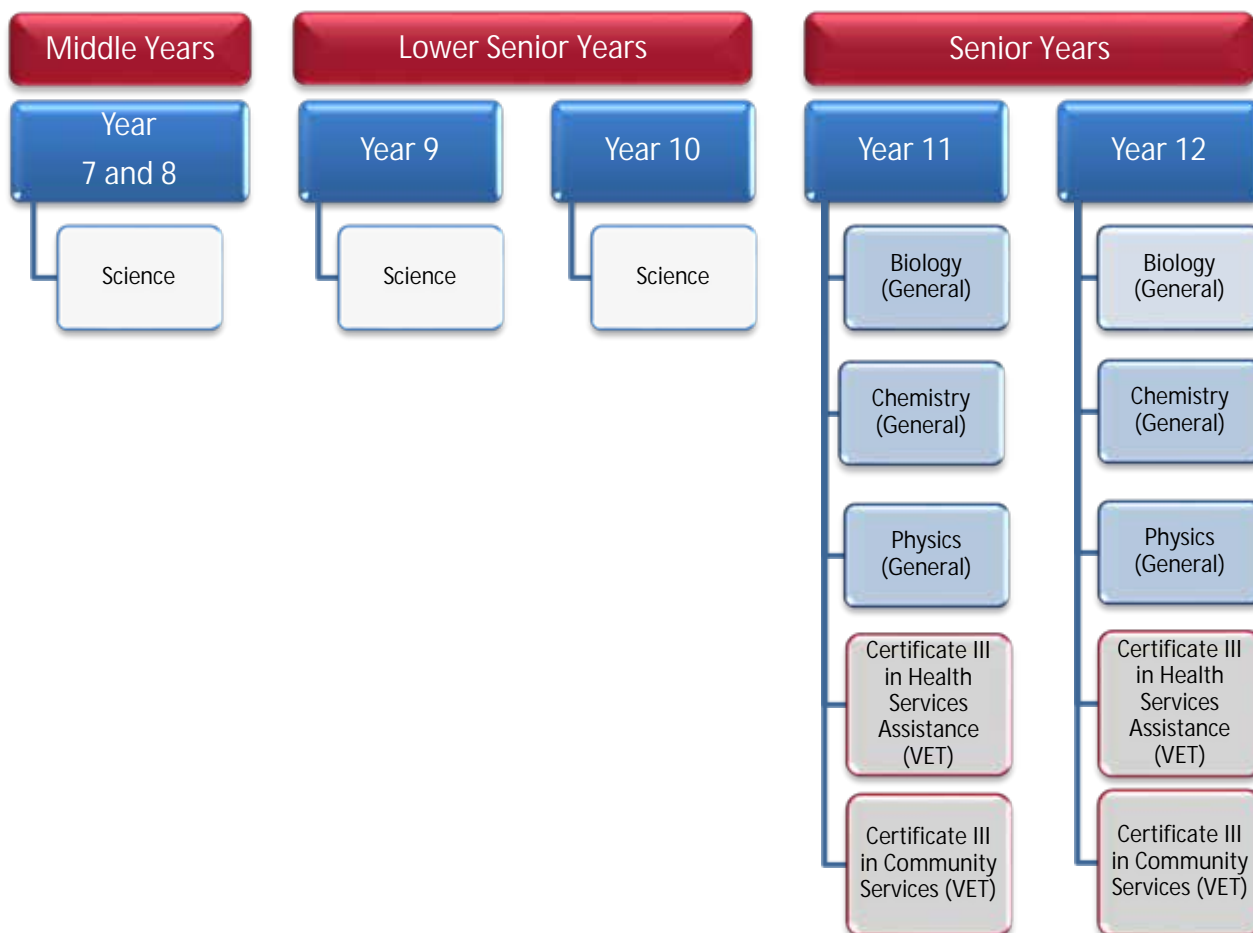 Middle Years
Lower Senior Years
Senior Years
Year
7 and 8
Year 9
Year 10
Year 11
Year 12
Science
Science
Science
Biology
(General)
Chemistry
(General)
Physics
(General)
Certificate III
in Health
Services
Assistance
(VET)
Certificate III
in Community
Services (VET)
Biology
(General)
Chemistry
(General)
Physics
(General)
Certificate III
in Health
Services
Assistance
(VET)
Certificate III
in Community
Services (VET)